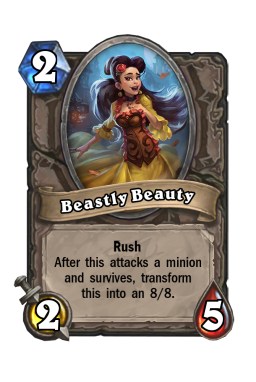 2
Beastly Beauty
Rush
After this attacks a minion
and survives, transform
this into an 8/8.
2 5